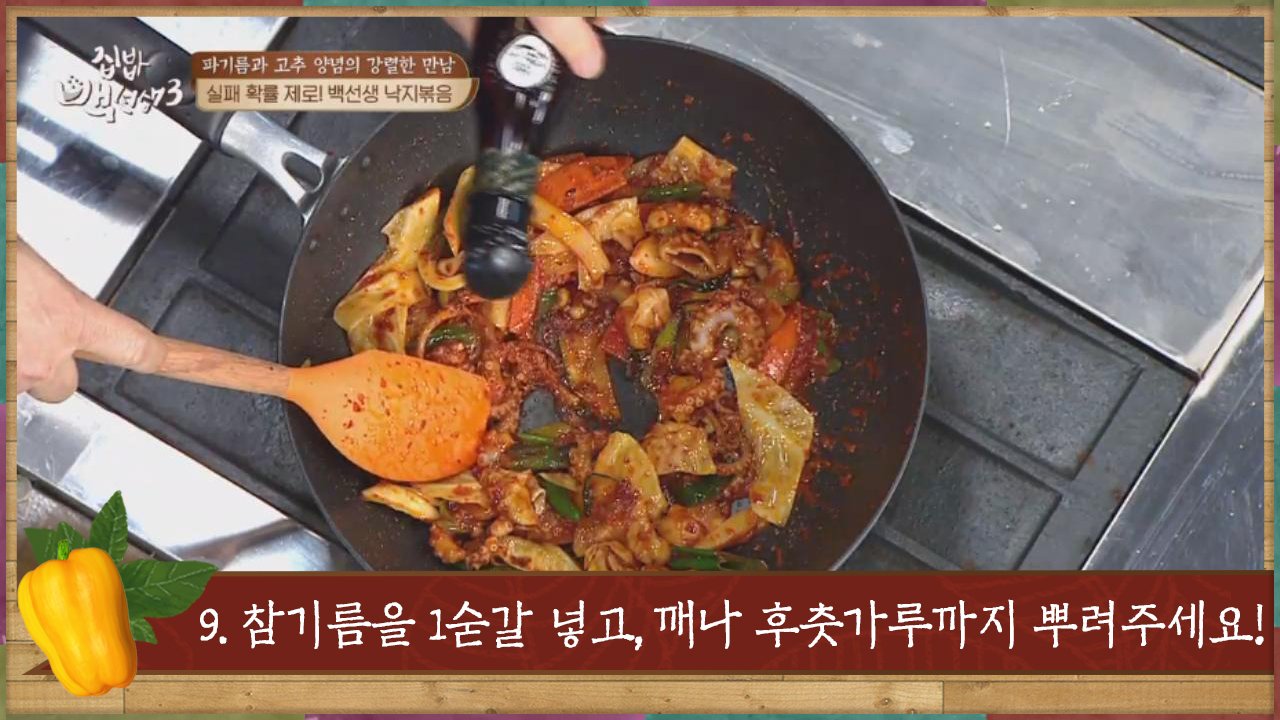 집밥
백선생3
파기름과 고추 양념의 강렬한 만남
실패 확률 제로! 백선생 낙지볶음
9. 참기름을 1숟갈 넣고, 깨나 후춧가루까지 뿌려주세요!